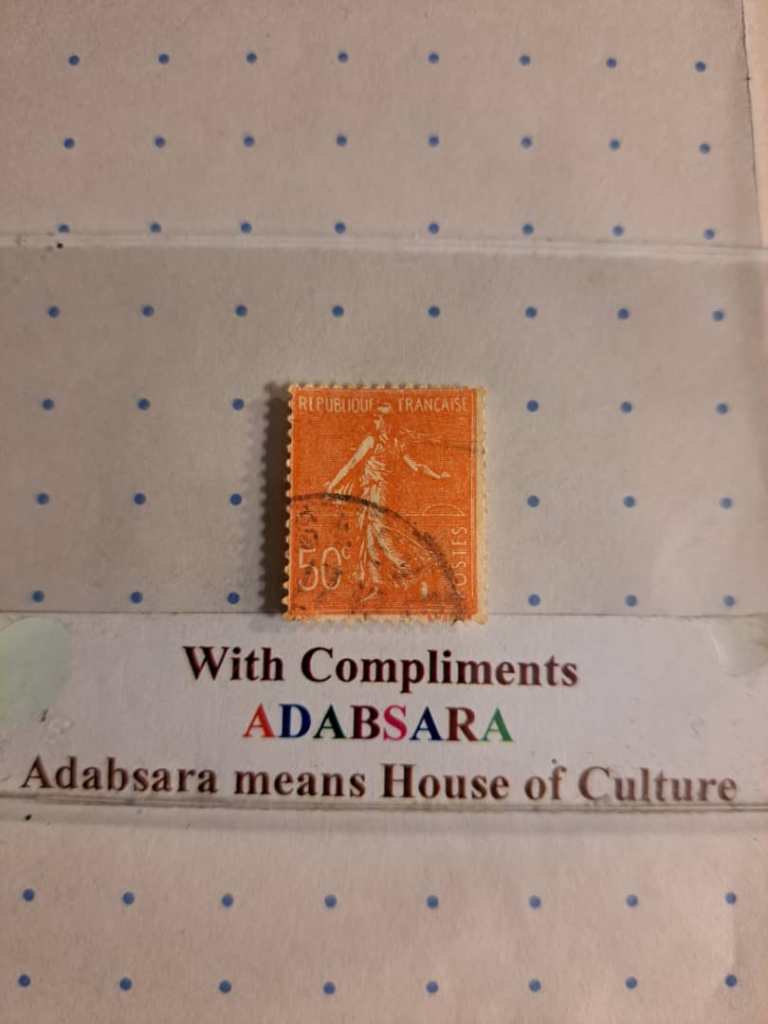 REPUBLIQUE FRANCAISE
50c
POSTES
With Compliments
ADABSARA
Adabsara means House of Culture